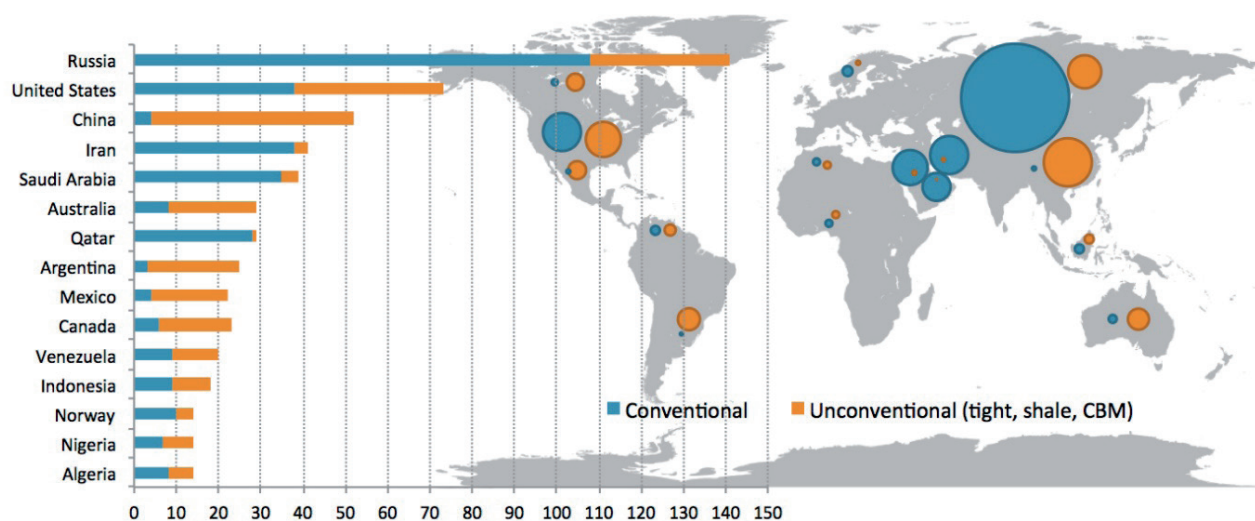 Russia
United States
China
Iran
Saudi Arabia
Australia
Qatar
Argentina
Mexico
Canada
Venezuela
Indonesia
Norway
Nigeria
Algeria
Conventional
Unconventional (tight, shale, CBM)
0 10 20 30 40 50 60 70 80 90 100 110 120 130 140 150